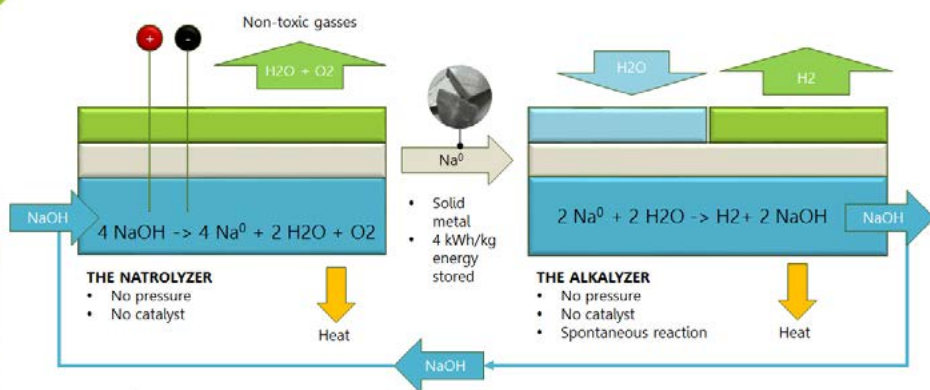 Non-toxic gasses
+
-
H2O + O2
H2O
H2
Na⁰
NaOH
4 NaOH -> 4 Na⁰ + 2 H2O + O2
• Solid
metal
• 4 kWh/kg
energy
stored
2 Na⁰ + 2 H2O -> H2+ 2 NaOH
NaOH
THE NATROLYZER
• No pressure
• No catalyst
Heat
THE ALKALYZER
• No pressure
• No catalyst
• Spontaneous reaction
Heat
NaOH